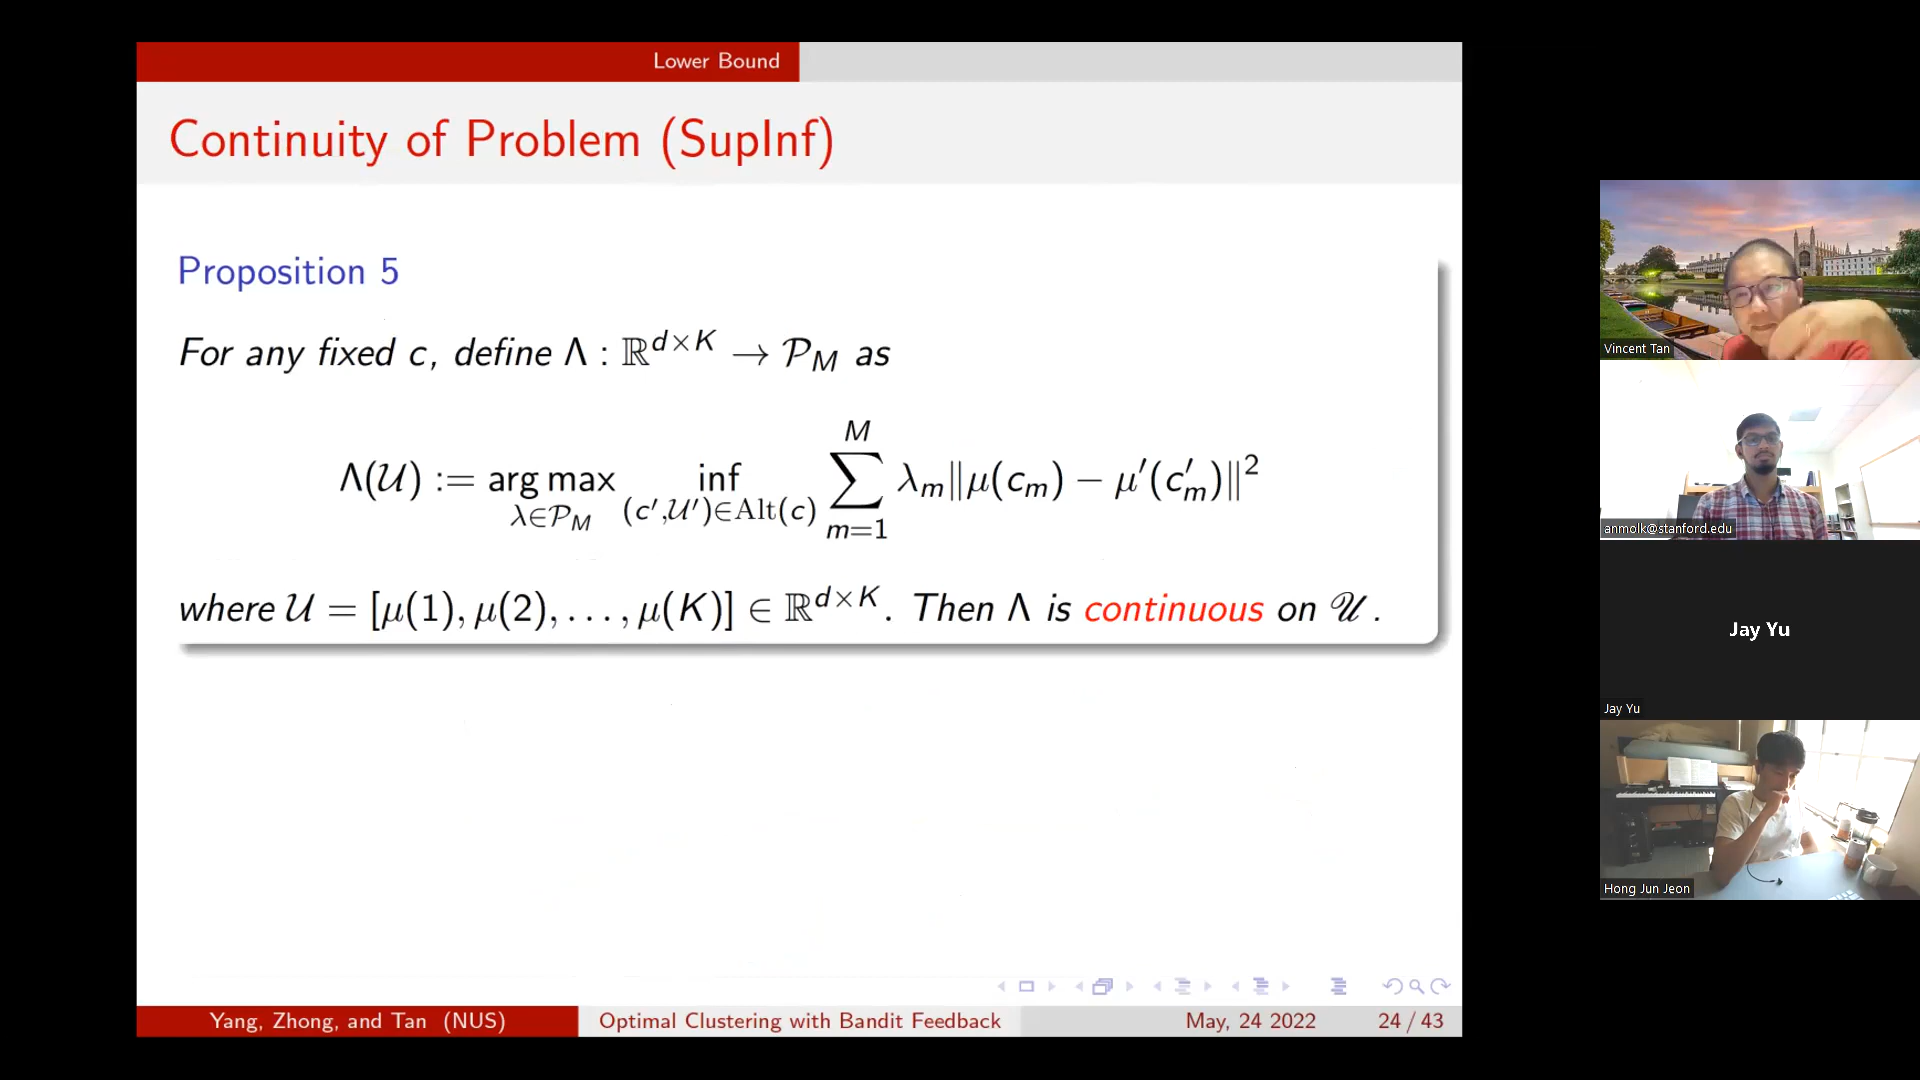 Lower Bound
Continuity of Problem (SupInf)
Proposition 5
For any fixed c, define Λ : ℝ^{d×K} → 𝒫_M as
Λ(𝒰) := arg max_{λ∈𝒫_M} inf_{(c′,𝒰′)∈Alt(c)} ∑_{m=1}^{M} λ_m‖μ(c_m) − μ′(c′_m)‖²
where 𝒰 = [μ(1), μ(2), . . . , μ(K)] ∈ ℝ^{d×K}. Then Λ is continuous on 𝒰 .
Yang, Zhong, and Tan (NUS)
Optimal Clustering with Bandit Feedback
May, 24 2022
24 / 43
Vincent Tan
anmolk@stanford.edu
Jay Yu
Jay Yu
Hong Jun Jeon